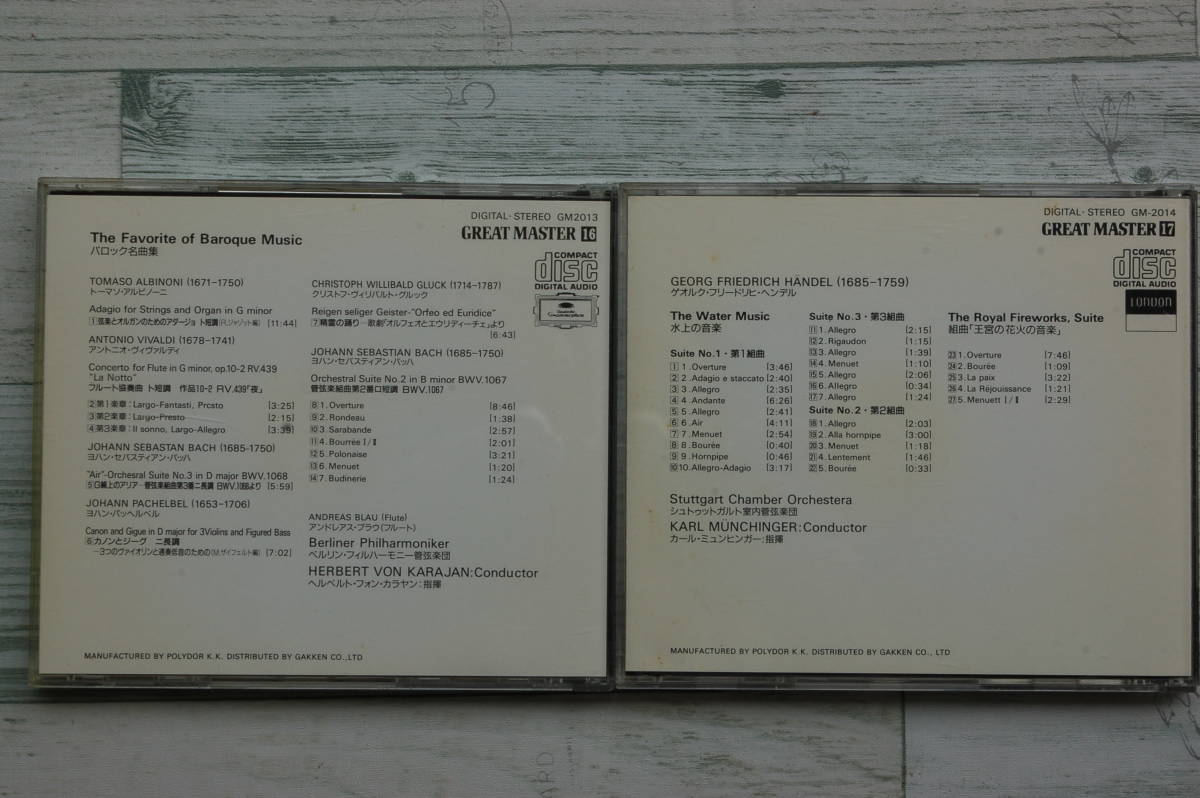 DIGITAL·STEREO GM2013
GREAT MASTER 16
COMPACT
disc
DIGITAL AUDIO
The Favorite of Baroque Music
バロック名曲集
TOMASO ALBINONI (1671-1750)
トーマゾ・アルビノーニ
Adagio for Strings and Organ in G minor
1 弦楽とオルガンのためのアダージョ ト短調(R.ジャゾット編) [11:44]
ANTONIO VIVALDI (1678-1741)
アントニオ・ヴィヴァルディ
Concerto for Flute in G minor, op.10-2 RV.439
"La Notto"
フルート協奏曲 ト短調 作品10-2 RV.439「夜」
2 第1楽章: Largo-Fantasti, Prcsto [3:25]
3 第2楽章: Largo-Presto [2:15]
4 第3楽章: Il sonno, Largo-Allegro [3:39]
JOHANN SEBASTAN BACH (1685-1750)
ヨハン・セバスティアン・バッハ
"Air"-Orchesral Suite No.3 in D major BWV.1068
5 G線上のアリア—管弦楽組曲第3番ニ長調 BWV.1068より [5:59]
JOHANN PACHELBEL (1653-1706)
ヨハン・パッヘルベル
Canon and Gigue in D major for 3Violins and Figured Bass
6 カノンとジーグ ニ長調
—3つのヴァイオリンと通奏低音のための(M.ザイフェルト編) [7:02]
CHRISTOPH WILLIBALD GLUCK (1714-1787)
クリストフ・ヴィリバルト・グルック
Reigen seliger Geister-"Orfeo ed Euridice"
7 精霊の踊り—歌劇「オルフェオとエウリディーチェ」より
[6:43]
JOHANN SEBASTIAN BACH (1685-1750)
ヨハン・セバスティアン・バッハ
Orchestral Suite No.2 in B minor BWV.1067
管弦楽組曲第2番ロ短調 BWV.1067
8 1. Overture [8:46]
9 2. Rondeau [1:38]
10 3. Sarabande [2:57]
11 4. Bourrée I/II [2:01]
12 5. Polonaise [3:21]
13 6. Menuet [1:20]
14 7. Budinerie [1:24]
ANDREAS BLAU (Flute)
アンドレアス・ブラウ(フルート)
Berliner Philharmoniker
ベルリン・フィルハーモニー管弦楽団
HERBERT VON KARAJAN:Conductor
ヘルベルト・フォン・カラヤン:指揮
MANUFACTURED BY POLYDOR K.K. DISTRIBUTED BY GAKKEN CO.,LTD
DIGITAL·STEREO GM-2014
GREAT MASTER 17
COMPACT
disc
DIGITAL AUDIO
LONDON
GEORG FRIEDRICH HÄNDEL (1685-1759)
ゲオルク・フリードリヒ・ヘンデル
The Water Music
水上の音楽
Suite No.1・第1組曲
1 1. Overture [3:46]
2 2. Adagio e staccato [2:40]
3 3. Allegro [2:35]
4 4. Andante [6:26]
5 5. Allegro [2:41]
6 6. Air [4:11]
7 7. Menuet [2:54]
8 8. Bourée [0:40]
9 9. Hornpipe [0:46]
10 10. Allegro-Adagio [3:17]
Suite No.3・第3組曲
11 1. Allegro [2:15]
12 2. Rigaudon [1:15]
13 3. Allegro [1:39]
14 4. Menuet [1:10]
15 5. Allegro [2:06]
16 6. Allegro [0:34]
17 7. Allegro [1:24]
Suite No.2・第2組曲
18 1. Allegro [2:03]
19 2. Alla hornpipe [3:00]
20 3. Menuet [1:18]
21 4. Lentement [1:46]
22 5. Bourée [0:33]
The Royal Fireworks, Suite
組曲「王宮の花火の音楽」
23 1. Overture [7:46]
24 2. Bourée [1:09]
25 3. La paix [3:22]
26 4. La Réjouissance [1:21]
27 5. Menuett I/II [2:29]
Stuttgart Chamber Orchestera
シュトゥットガルト室内管弦楽団
KARL MÜNCHINGER:Conductor
カール・ミュンヒンガー:指揮
MANUFACTURED BY POLYDOR K.K. DISTRIBUTED BY GAKKEN CO., LTD